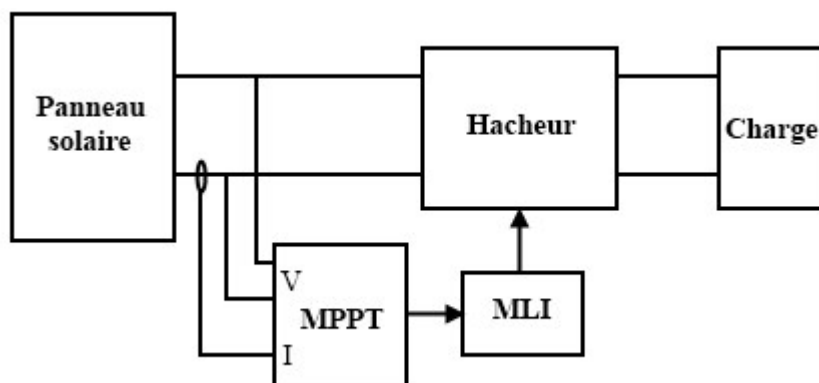 Panneau
solaire
Hacheur
Charge
V
MPPT
I
MLI